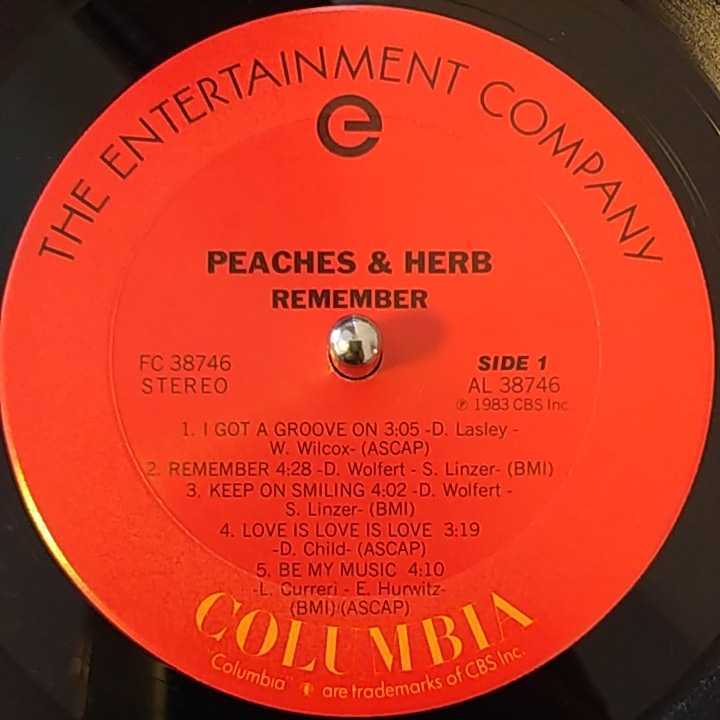 THE ENTERTAINMENT COMPANY
e
PEACHES & HERB
REMEMBER
FC 38746
STEREO
SIDE 1
AL 38746
℗ 1983 CBS Inc.
1. I GOT A GROOVE ON 3:05 -D. Lasley -
W. Wilcox- (ASCAP)
2. REMEMBER 4:28 -D. Wolfert - S. Linzer- (BMI)
3. KEEP ON SMILING 4:02 -D. Wolfert -
S. Linzer- (BMI)
4. LOVE IS LOVE IS LOVE 3:19
-D. Child- (ASCAP)
5. BE MY MUSIC 4:10
-L. Curreri - E. Hurwitz-
(BMI)(ASCAP)
COLUMBIA
"Columbia" are trademarks of CBS Inc.